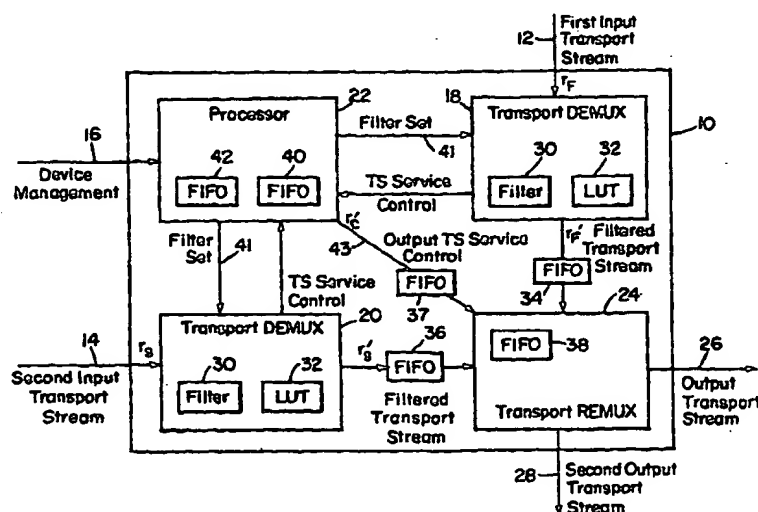 First Input
Transport
Stream
12
rF
Processor
22
18
Transport DEMUX
10
16
Device
Management
42
FIFO
40
FIFO
Filter Set
41
30
Filter
32
LUT
TS Service
Control
r'C
43
Output TS Service
Control
FIFO
37
rF'
Filtered
Transport
Stream
FIFO
34
24
Filter
Set
41
TS Service
Control
14
rS
Second Input
Transport
Stream
Transport DEMUX
20
30
Filter
32
LUT
r'S
36
FIFO
Filtered
Transport
Stream
FIFO
38
Transport REMUX
26
Output
Transport
Stream
28
Second Output
Transport
Stream